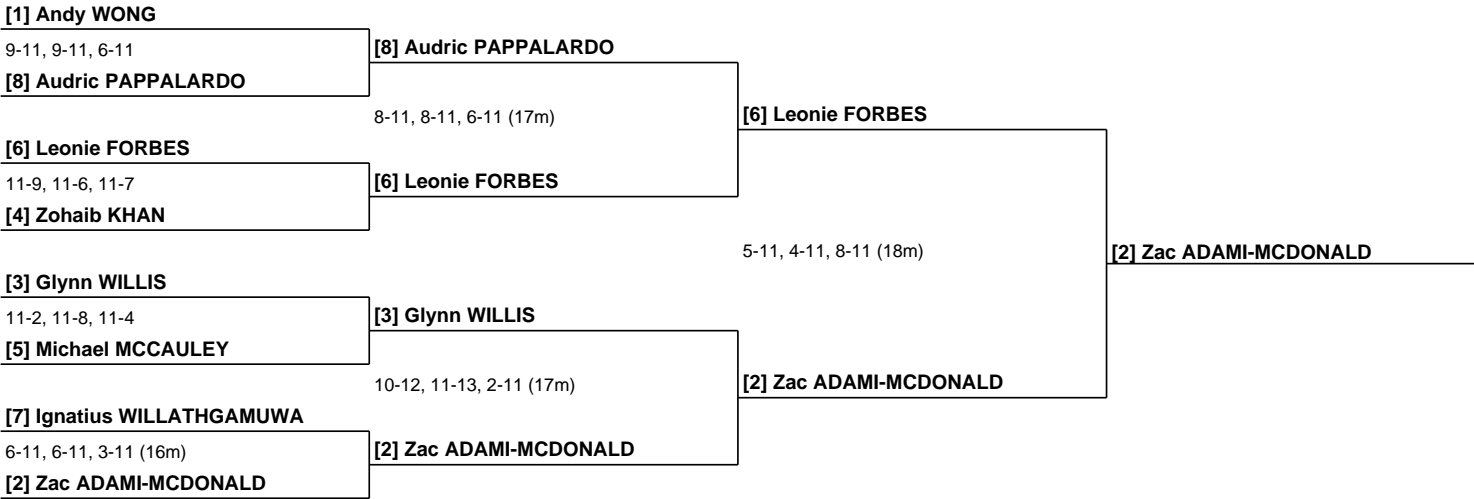 [1] Andy WONG
9-11, 9-11, 6-11
[8] Audric PAPPALARDO
[8] Audric PAPPALARDO
8-11, 8-11, 6-11 (17m)
[6] Leonie FORBES
[6] Leonie FORBES
11-9, 11-6, 11-7
[6] Leonie FORBES
[4] Zohaib KHAN
5-11, 4-11, 8-11 (18m)
[2] Zac ADAMI-MCDONALD
[3] Glynn WILLIS
11-2, 11-8, 11-4
[3] Glynn WILLIS
[5] Michael MCCAULEY
10-12, 11-13, 2-11 (17m)
[2] Zac ADAMI-MCDONALD
[7] Ignatius WILLATHGAMUWA
6-11, 6-11, 3-11 (16m)
[2] Zac ADAMI-MCDONALD
[2] Zac ADAMI-MCDONALD